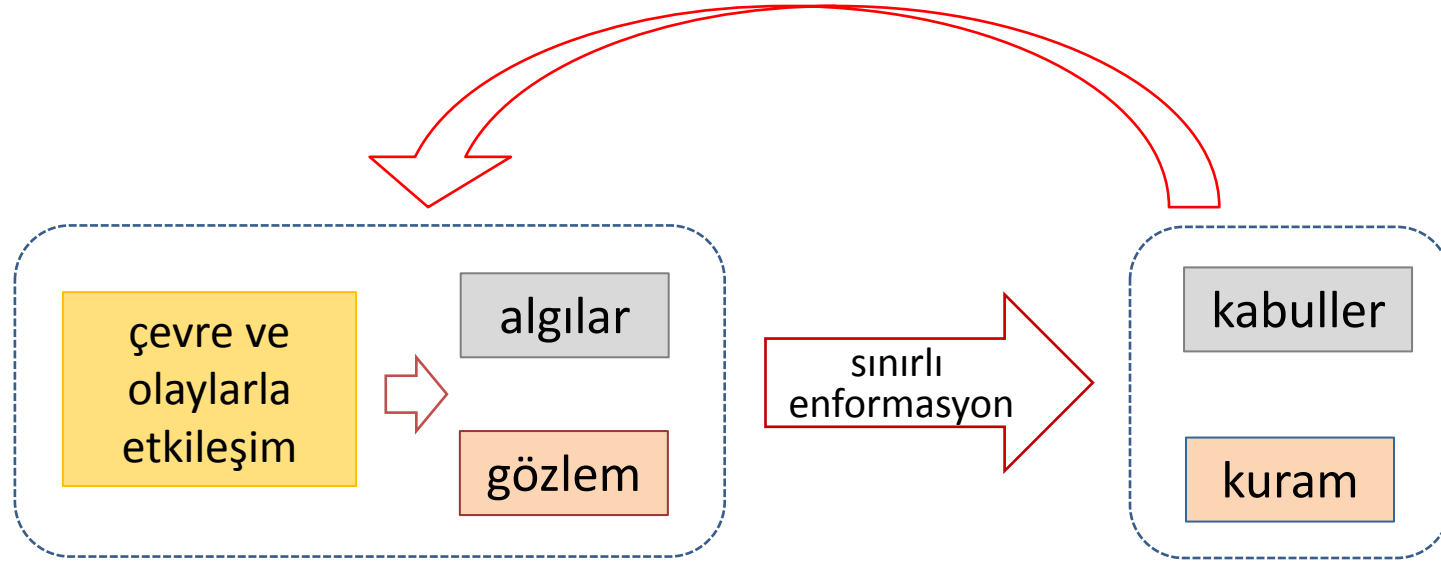 çevre ve
olaylarla
etkileşim
algılar
gözlem
sınırlı
enformasyon
kabuller
kuram